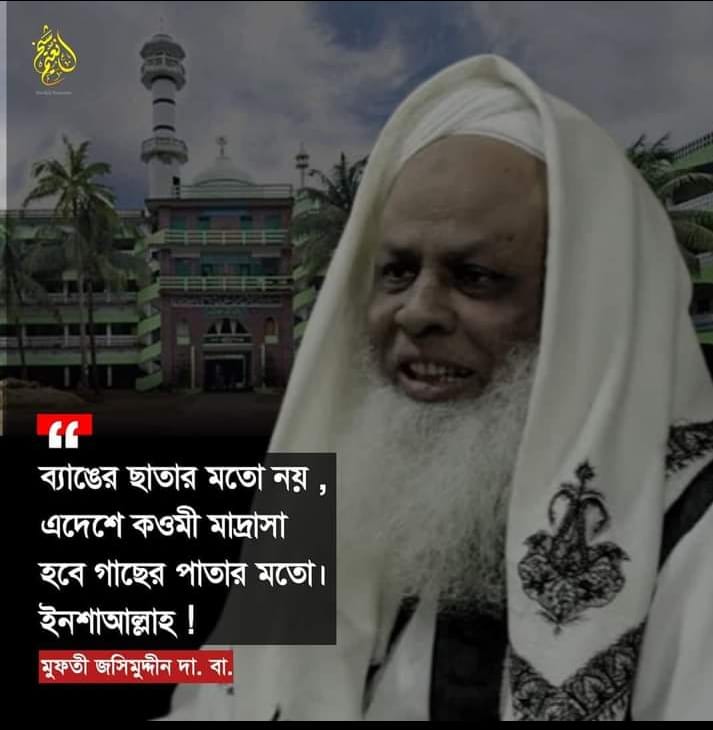 ব্যাঙের ছাতার মতো নয় ,
এদেশে কওমী মাদ্রাসা
হবে গাছের পাতার মতো।
ইনশাআল্লাহ !
মুফতী জসিমুদ্দীন দা. বা.